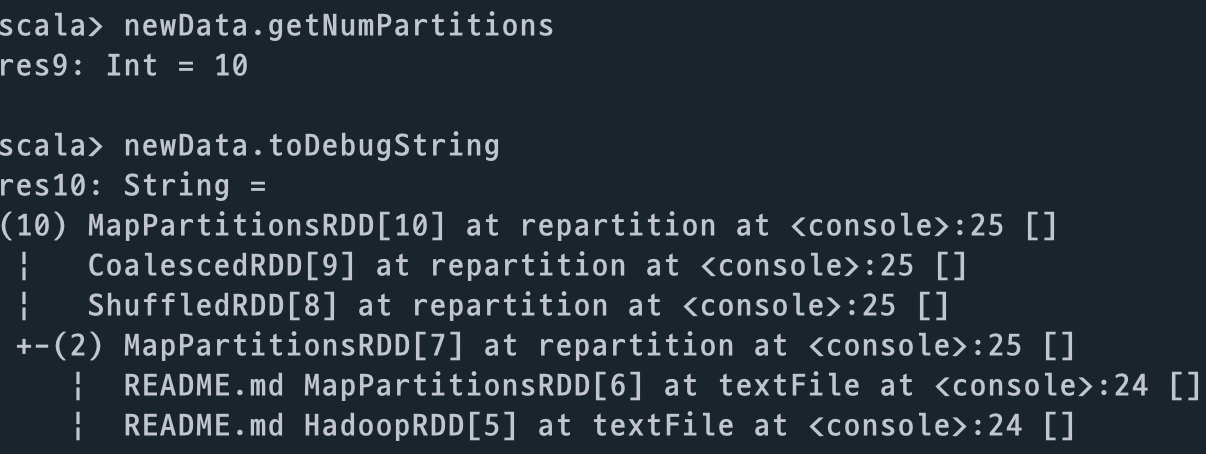 scala> newData.getNumPartitions
res9: Int = 10
scala> newData.toDebugString
res10: String =
(10) MapPartitionsRDD[10] at repartition at <console>:25 []
 ¦   CoalescedRDD[9] at repartition at <console>:25 []
 ¦   ShuffledRDD[8] at repartition at <console>:25 []
 +-(2) MapPartitionsRDD[7] at repartition at <console>:25 []
    ¦  README.md MapPartitionsRDD[6] at textFile at <console>:24 []
    ¦  README.md HadoopRDD[5] at textFile at <console>:24 []